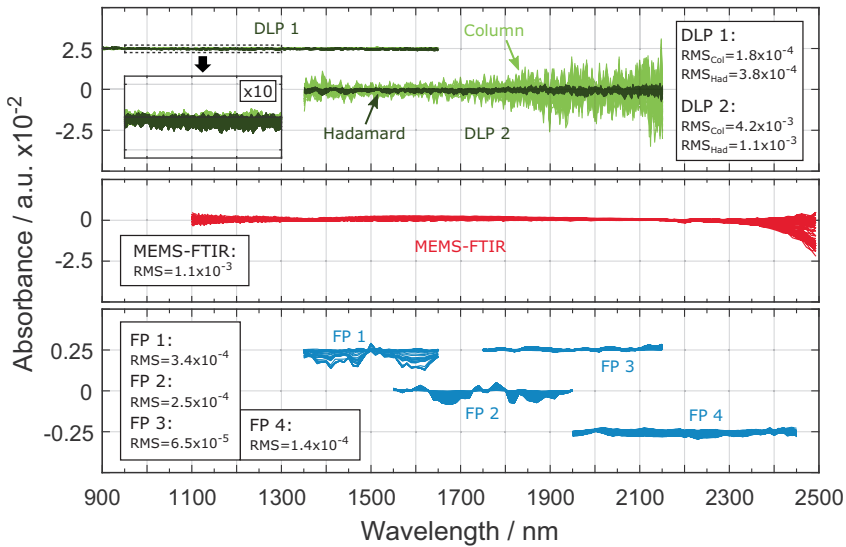 Absorbance / a.u. x10⁻²
2.5
0
-2.5
DLP 1
x10
Column
Hadamard
DLP 2
DLP 1:
RMS_Col=1.8x10⁻⁴
RMS_Had=3.8x10⁻⁴
DLP 2:
RMS_Col=4.2x10⁻³
RMS_Had=1.1x10⁻³
0
-2.5
MEMS-FTIR:
RMS=1.1x10⁻³
MEMS-FTIR
0.25
0
-0.25
FP 1:
RMS=3.4x10⁻⁴
FP 2:
RMS=2.5x10⁻⁴
FP 3:
RMS=6.5x10⁻⁵
FP 4:
RMS=1.4x10⁻⁴
FP 1
FP 2
FP 3
FP 4
900 1100 1300 1500 1700 1900 2100 2300 2500
Wavelength / nm